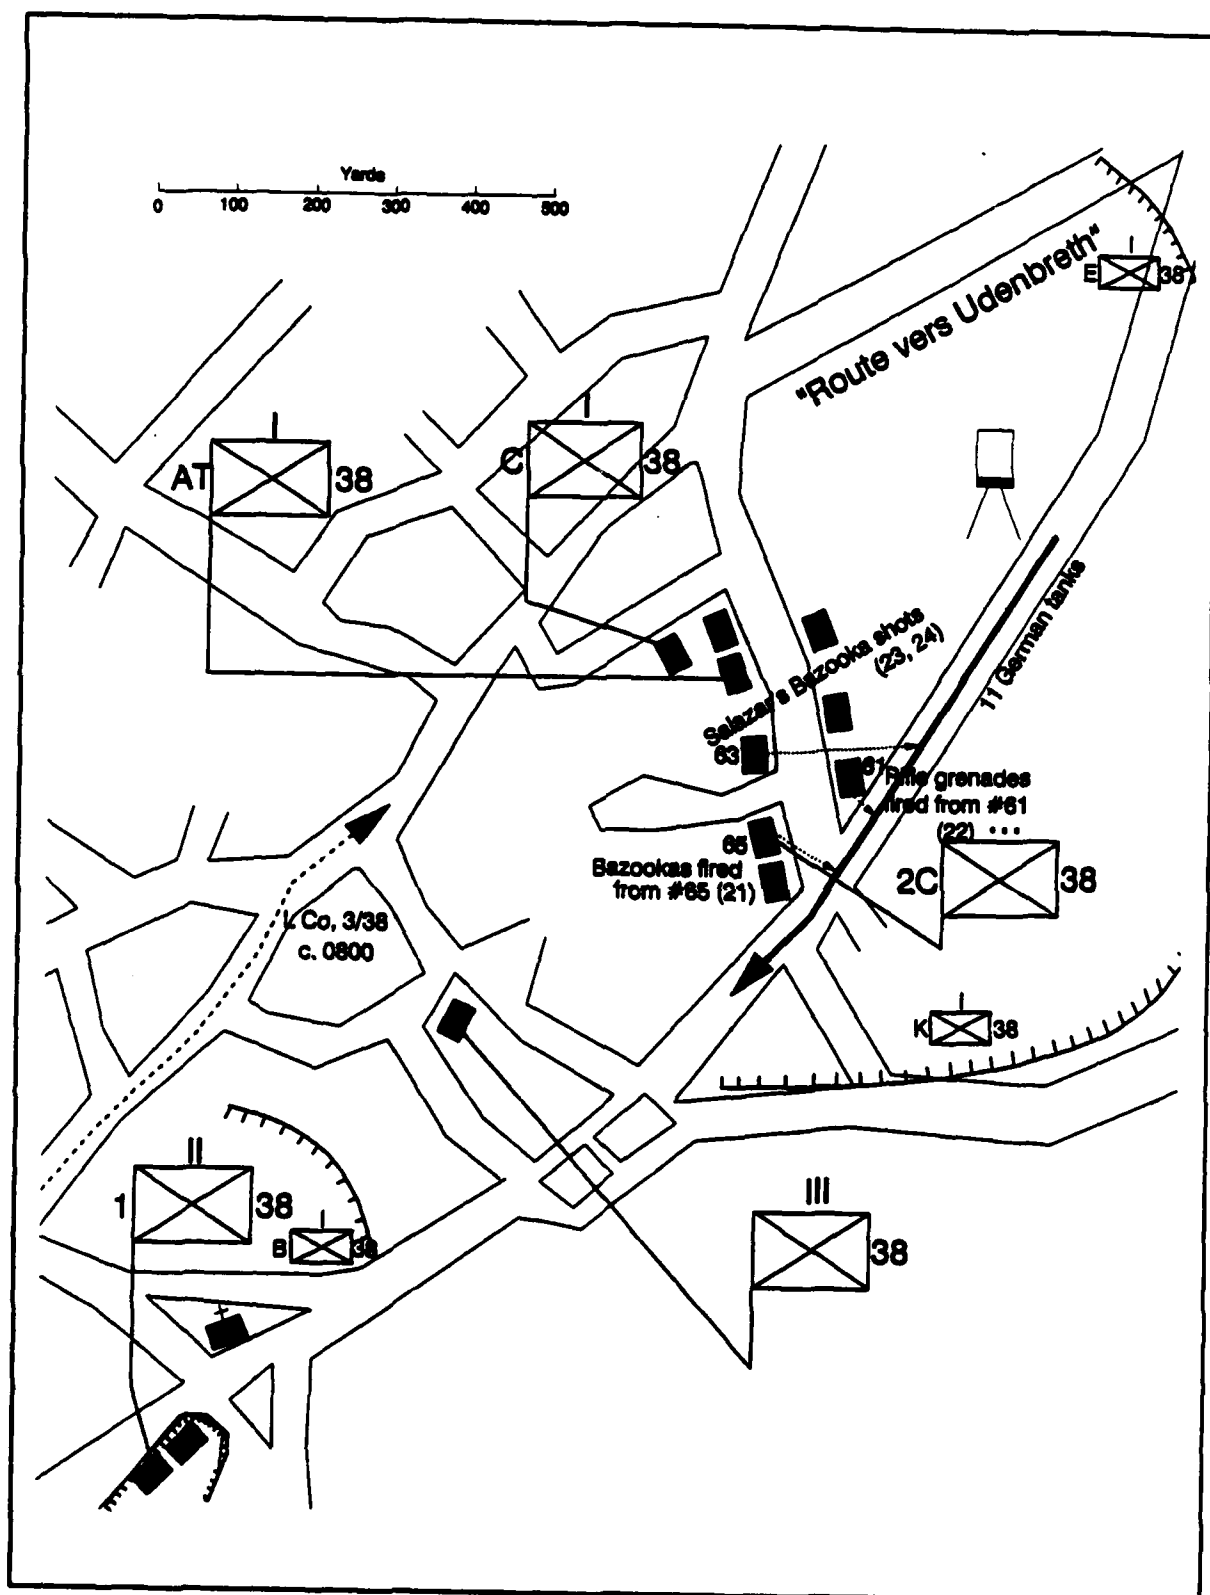 Yards
0 100 200 300 400 500
"Route vers Udenbreth"
I
E 38
I
AT 38
I
C 38
11 German tanks
Salazar's Bazooka shots
(23, 24)
63
61
Rifle grenades
fired from #61
(22)
...
2C 38
65
Bazookas fired
from #65 (21)
L Co, 3/38
c. 0800
I
K 38
II
1 38
I
B 38
III
38